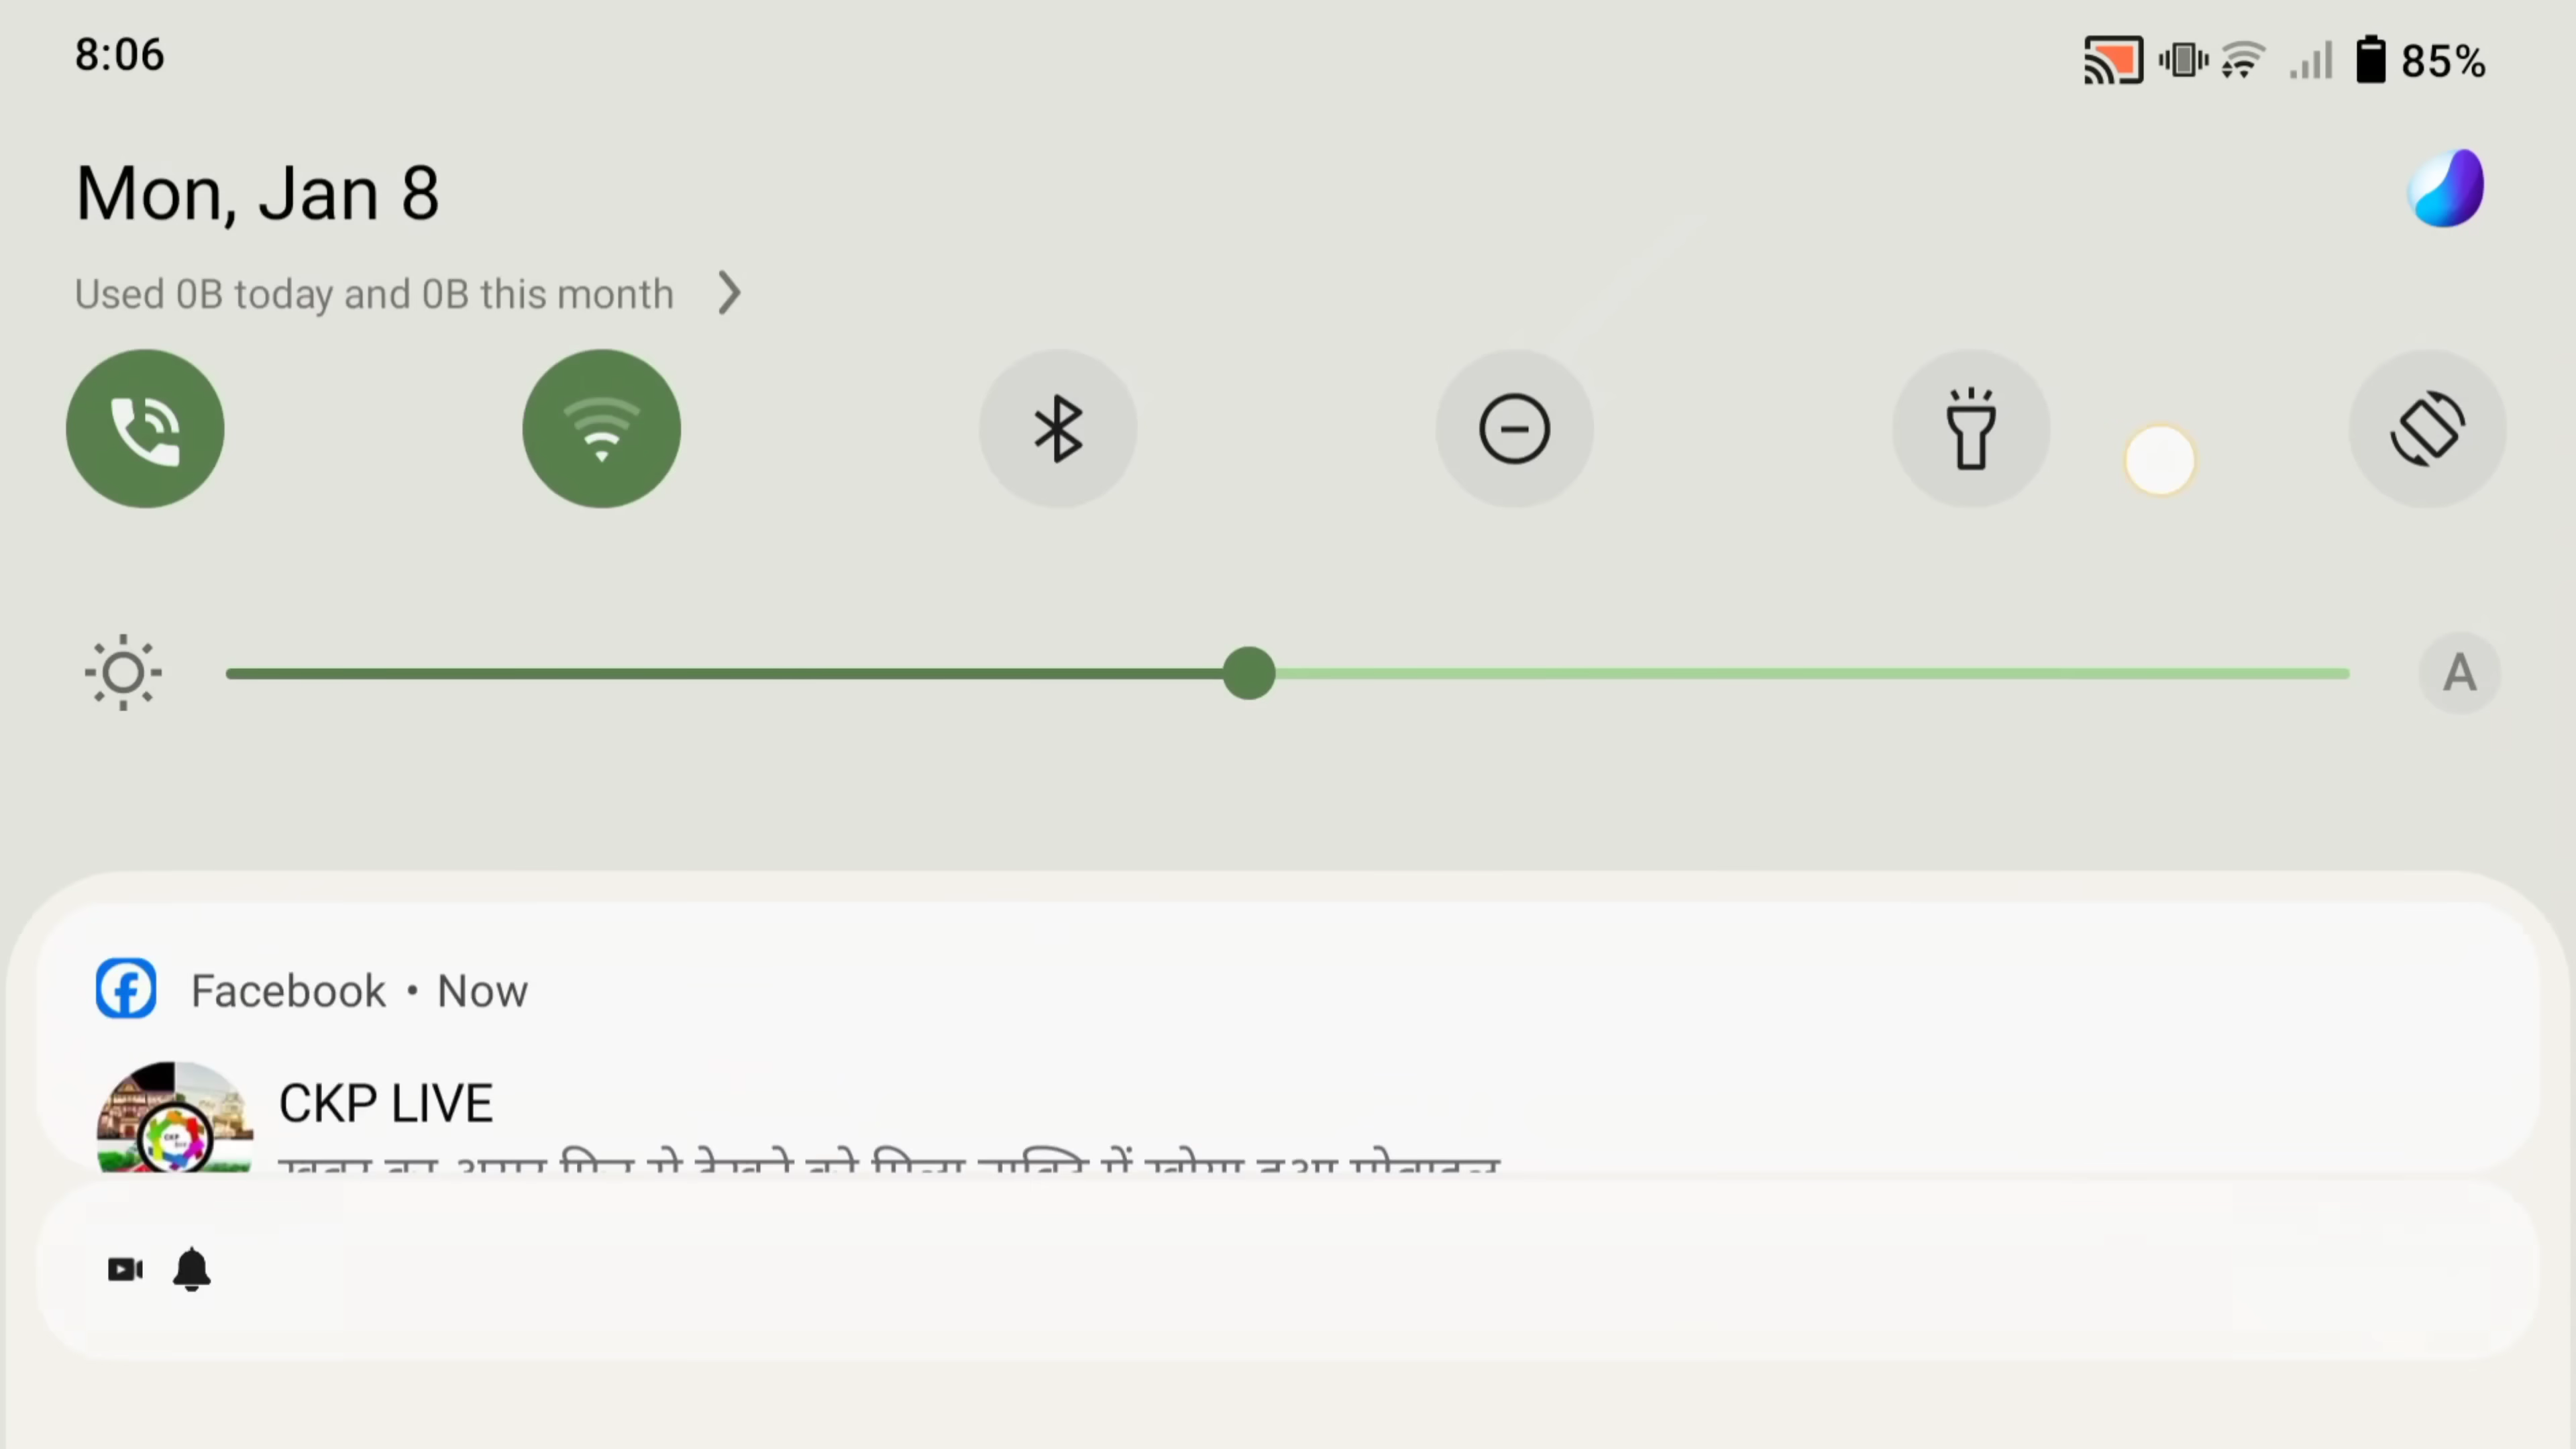 8:06
85%
Mon, Jan 8
Used 0B today and 0B this month
A
Facebook • Now
CKP LIVE